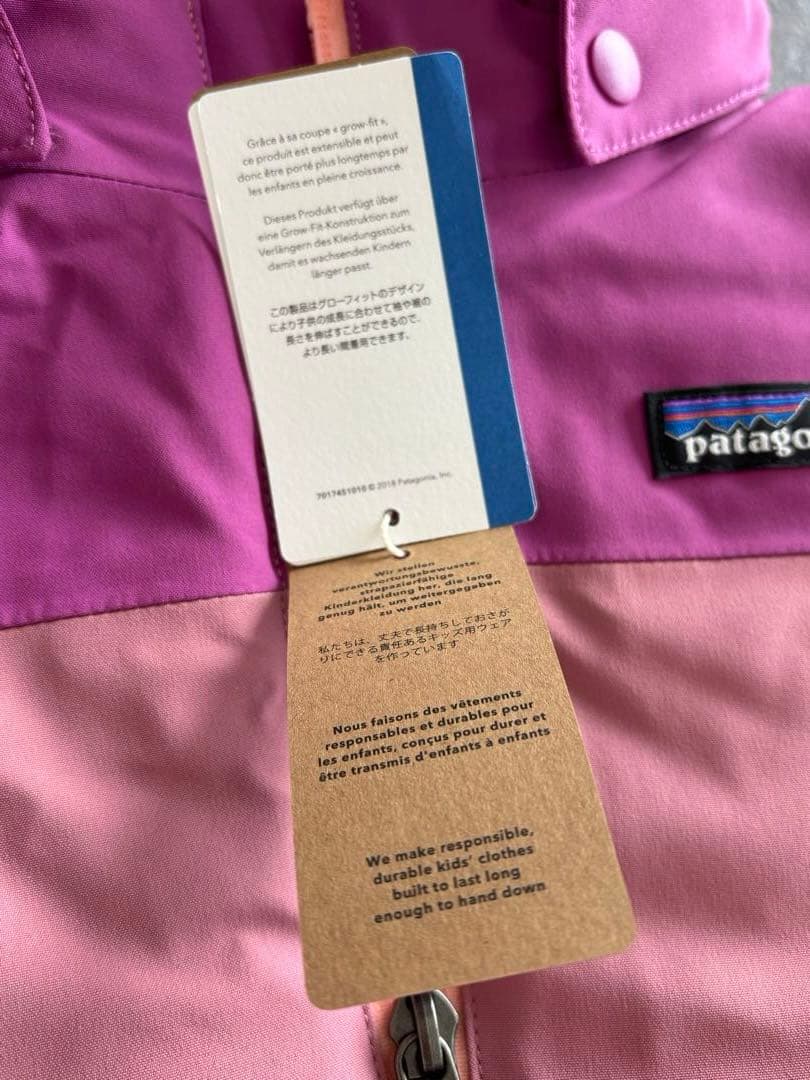 Grâce à sa coupe « grow-fit »,
ce produit est extensible et peut
donc être porté plus longtemps par
les enfants en pleine croissance.
Dieses Produkt verfügt über
eine Grow-Fit-Konstruktion zum
Verlängern des Kleidungsstücks,
damit es wachsenden Kindern
länger passt.
この製品はグローフィットのデザイン
により子供の成長に合わせて袖や裾の
長さを伸ばすことができるので、
より長い間着用できます。
7017451010 © 2018 Patagonia, Inc.
patago
Wir stellen
verantwortungsbewusste,
strapazierfähige
Kinderkleidung her, die lang
genug hält, um weitergegeben
zu werden
私たちは、丈夫で長持ちしておさが
りにできる責任あるキッズ用ウェア
を作っています
Nous faisons des vêtements
responsables et durables pour
les enfants, conçus pour durer et
être transmis d'enfants à enfants
We make responsible,
durable kids' clothes
built to last long
enough to hand down